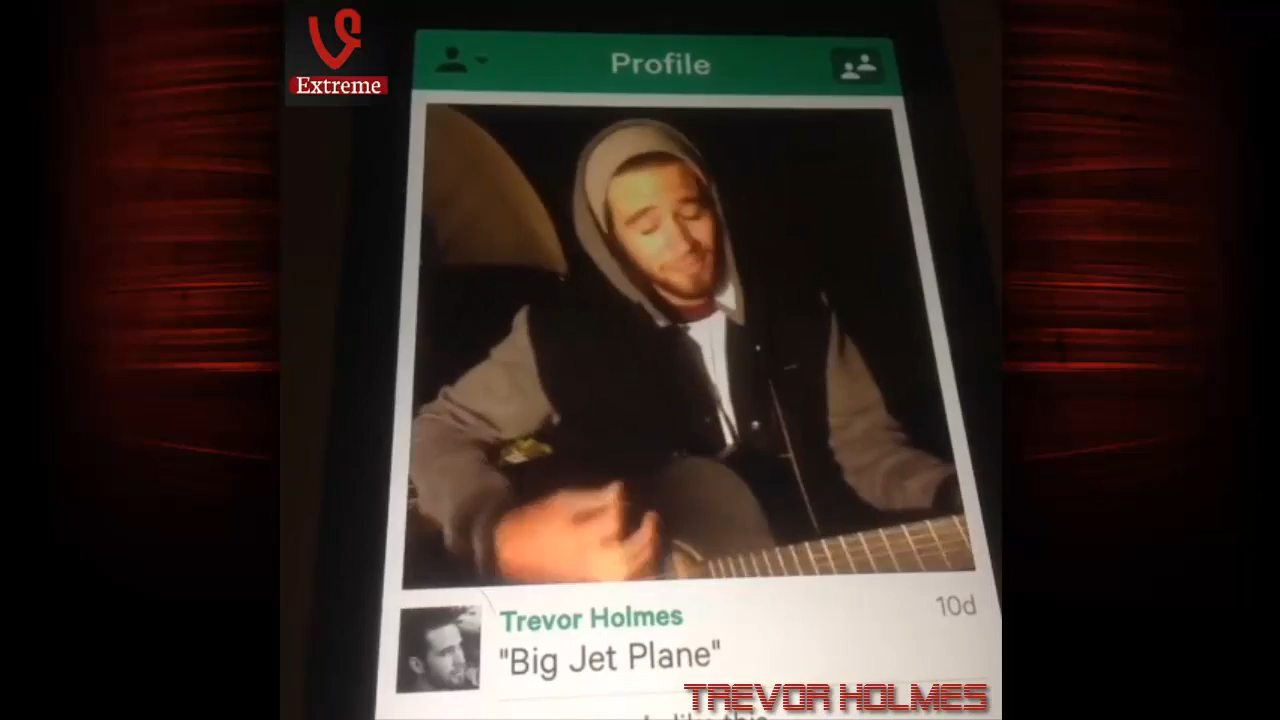 Extreme
Profile
Trevor Holmes
10d
"Big Jet Plane"
TREVOR HOLMES